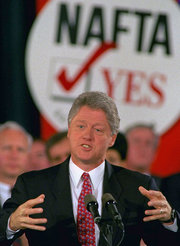 NAFTA
YES